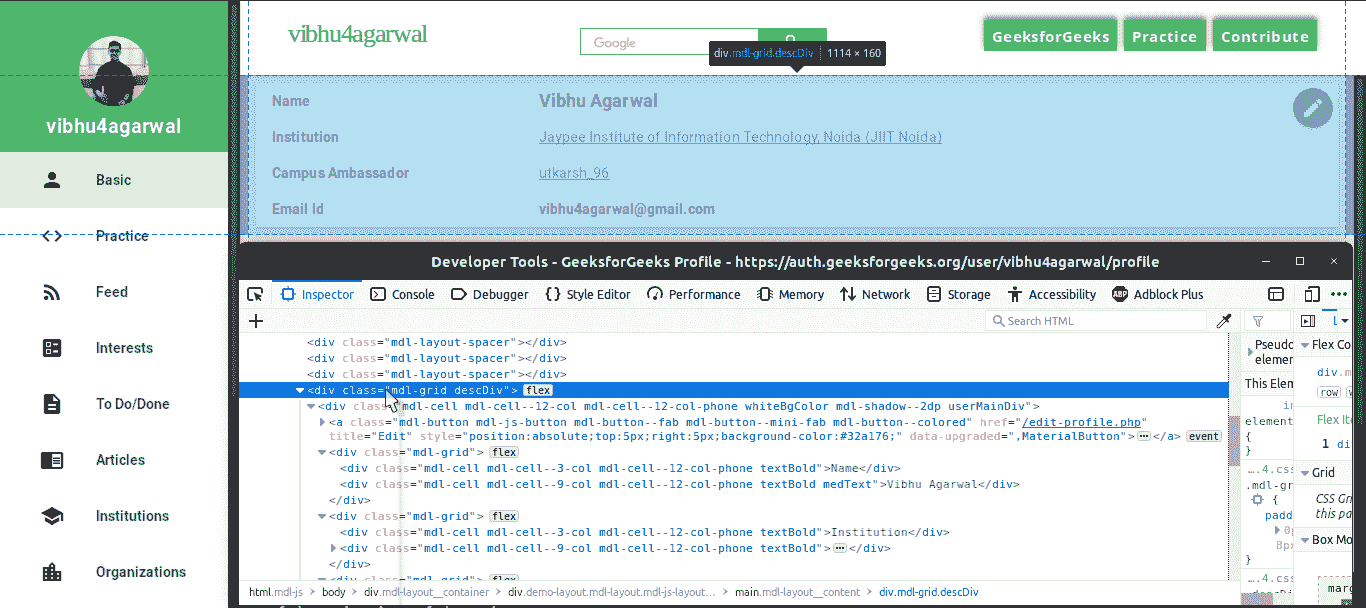 vibhu4agarwal
Basic
Practice
Feed
Interests
To Do/Done
Articles
Institutions
Organizations
vibhu4agarwal
Google
GeeksforGeeks Practice Contribute
div.mdl-grid.descDiv 1114 × 160
Name Vibhu Agarwal
Institution Jaypee Institute of Information Technology, Noida (JIIT Noida)
Campus Ambassador utkarsh_96
Email Id vibhu4agarwal@gmail.com
Developer Tools - GeeksforGeeks Profile - https://auth.geeksforgeeks.org/user/vibhu4agarwal/profile
Inspector Console Debugger Style Editor Performance Memory Network Storage Accessibility ABP Adblock Plus
Search HTML
<div class="mdl-layout-spacer"></div>
<div class="mdl-layout-spacer"></div>
<div class="mdl-layout-spacer"></div>
<div class="mdl-grid descDiv"> flex
<div class="mdl-cell mdl-cell--12-col mdl-cell--12-col-phone whiteBgColor mdl-shadow--2dp userMainDiv">
<a class="mdl-button mdl-js-button mdl-button--fab mdl-button--mini-fab mdl-button--colored" href="/edit-profile.php"
title="Edit" style="position:absolute;top:5px;right:5px;background-color:#32a176;" data-upgraded=",MaterialButton"></a> event
<div class="mdl-grid"> flex
<div class="mdl-cell mdl-cell--3-col mdl-cell--12-col-phone textBold">Name</div>
<div class="mdl-cell mdl-cell--9-col mdl-cell--12-col-phone textBold medText">Vibhu Agarwal</div>
</div>
<div class="mdl-grid"> flex
<div class="mdl-cell mdl-cell--3-col mdl-cell--12-col-phone textBold">Institution</div>
<div class="mdl-cell mdl-cell--9-col mdl-cell--12-col-phone textBold"></div>
</div>
<div class="mdl-grid"> flex
html.mdl-js > body > div.mdl-layout__container > div.demo-layout.mdl-layout.mdl-js-layout.... > main.mdl-layout__content > div.mdl-grid.descDiv
Pseudo
elemen
This Elem
in
element
{
}
….4.css
.mdl-gr
{
padd
0p
8px
}
….4.css
Flex Co
div.m
row
Flex Ite
1 di
Grid
CSS Gri
this pa
Box Mo
marg